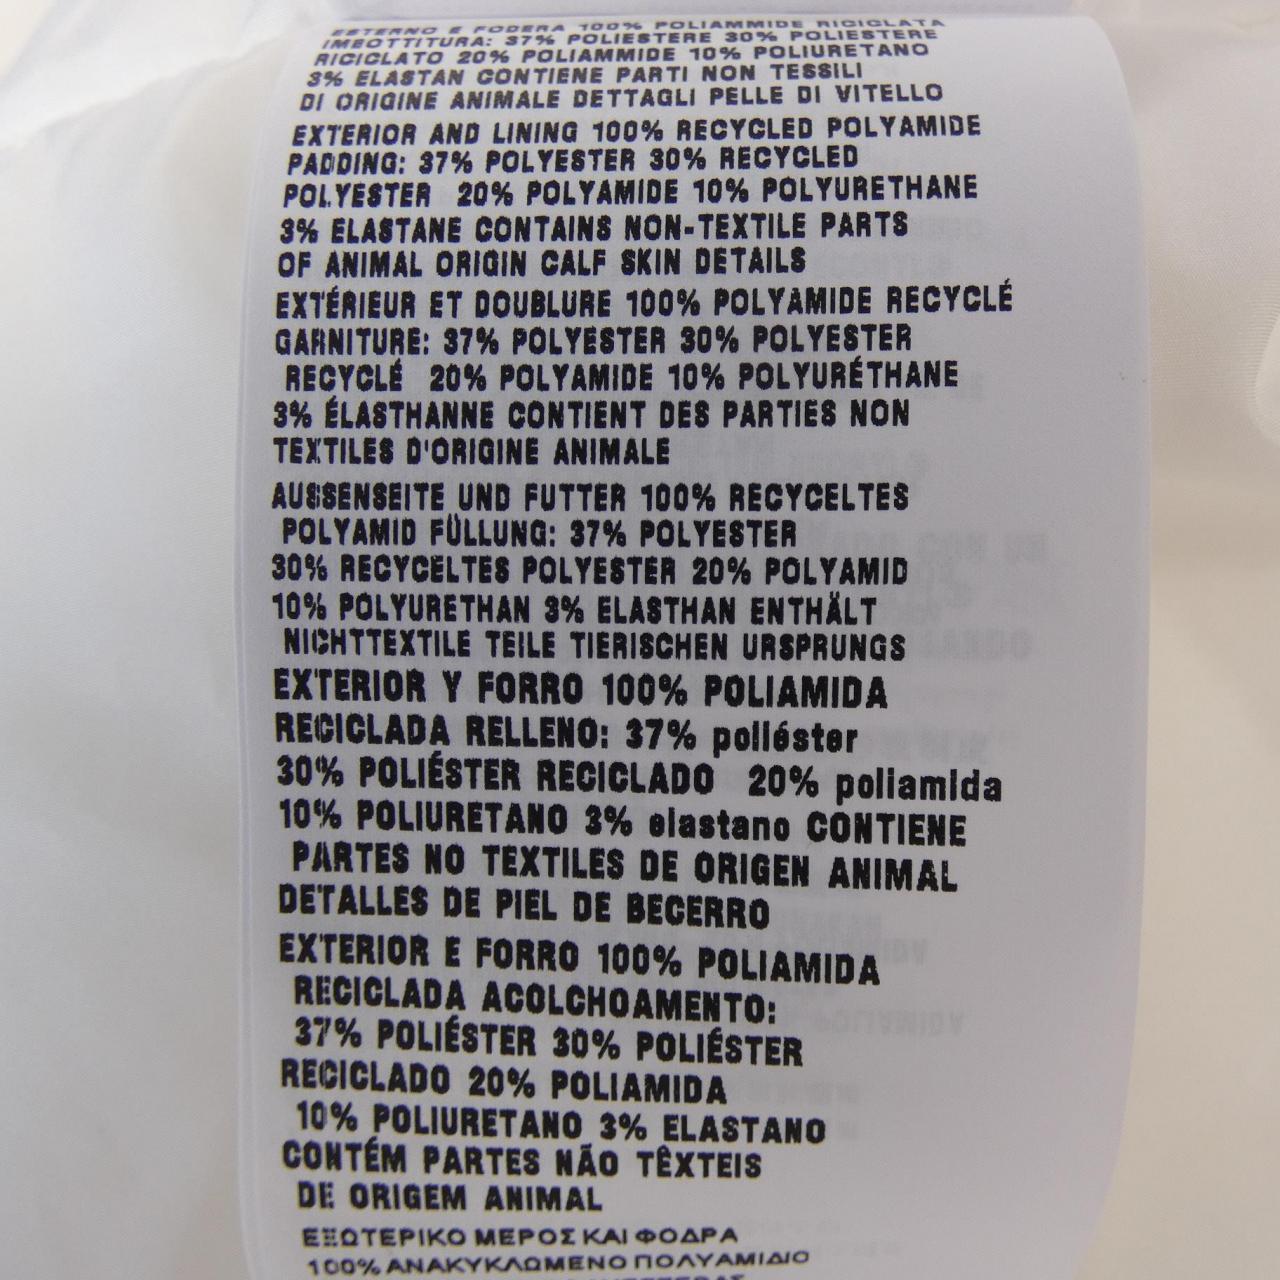 ESTERNO E FODERA 100% POLIAMMIDE RICICLATA
IMBOTTITURA: 37% POLIESTERE 30% POLIESTERE
RICICLATO 20% POLIAMMIDE 10% POLIURETANO
3% ELASTAN CONTIENE PARTI NON TESSILI
DI ORIGINE ANIMALE DETTAGLI PELLE DI VITELLO
EXTERIOR AND LINING 100% RECYCLED POLYAMIDE
PADDING: 37% POLYESTER 30% RECYCLED
POLYESTER 20% POLYAMIDE 10% POLYURETHANE
3% ELASTANE CONTAINS NON-TEXTILE PARTS
OF ANIMAL ORIGIN CALF SKIN DETAILS
EXTÉRIEUR ET DOUBLURE 100% POLYAMIDE RECYCLÉ
GARNITURE: 37% POLYESTER 30% POLYESTER
RECYCLÉ 20% POLYAMIDE 10% POLYURÉTHANE
3% ÉLASTHANNE CONTIENT DES PARTIES NON
TEXTILES D'ORIGINE ANIMALE
AUSSENSEITE UND FUTTER 100% RECYCELTES
POLYAMID FÜLLUNG: 37% POLYESTER
30% RECYCELTES POLYESTER 20% POLYAMID
10% POLYURETHAN 3% ELASTHAN ENTHÄLT
NICHTTEXTILE TEILE TIERISCHEN URSPRUNGS
EXTERIOR Y FORRO 100% POLIAMIDA
RECICLADA RELLENO: 37% poliéster
30% POLIÉSTER RECICLADO 20% poliamida
10% POLIURETANO 3% elastano CONTIENE
PARTES NO TEXTILES DE ORIGEN ANIMAL
DETALLES DE PIEL DE BECERRO
EXTERIOR E FORRO 100% POLIAMIDA
RECICLADA ACOLCHOAMENTO:
37% POLIÉSTER 30% POLIÉSTER
RECICLADO 20% POLIAMIDA
10% POLIURETANO 3% ELASTANO
CONTÉM PARTES NÃO TÊXTEIS
DE ORIGEM ANIMAL
ΕΞΩΤΕΡΙΚΟ ΜΕΡΟΣ ΚΑΙ ΦΟΔΡΑ
100% ΑΝΑΚΥΚΛΩΜΕΝΟ ΠΟΛΥΑΜΙΔΙΟ